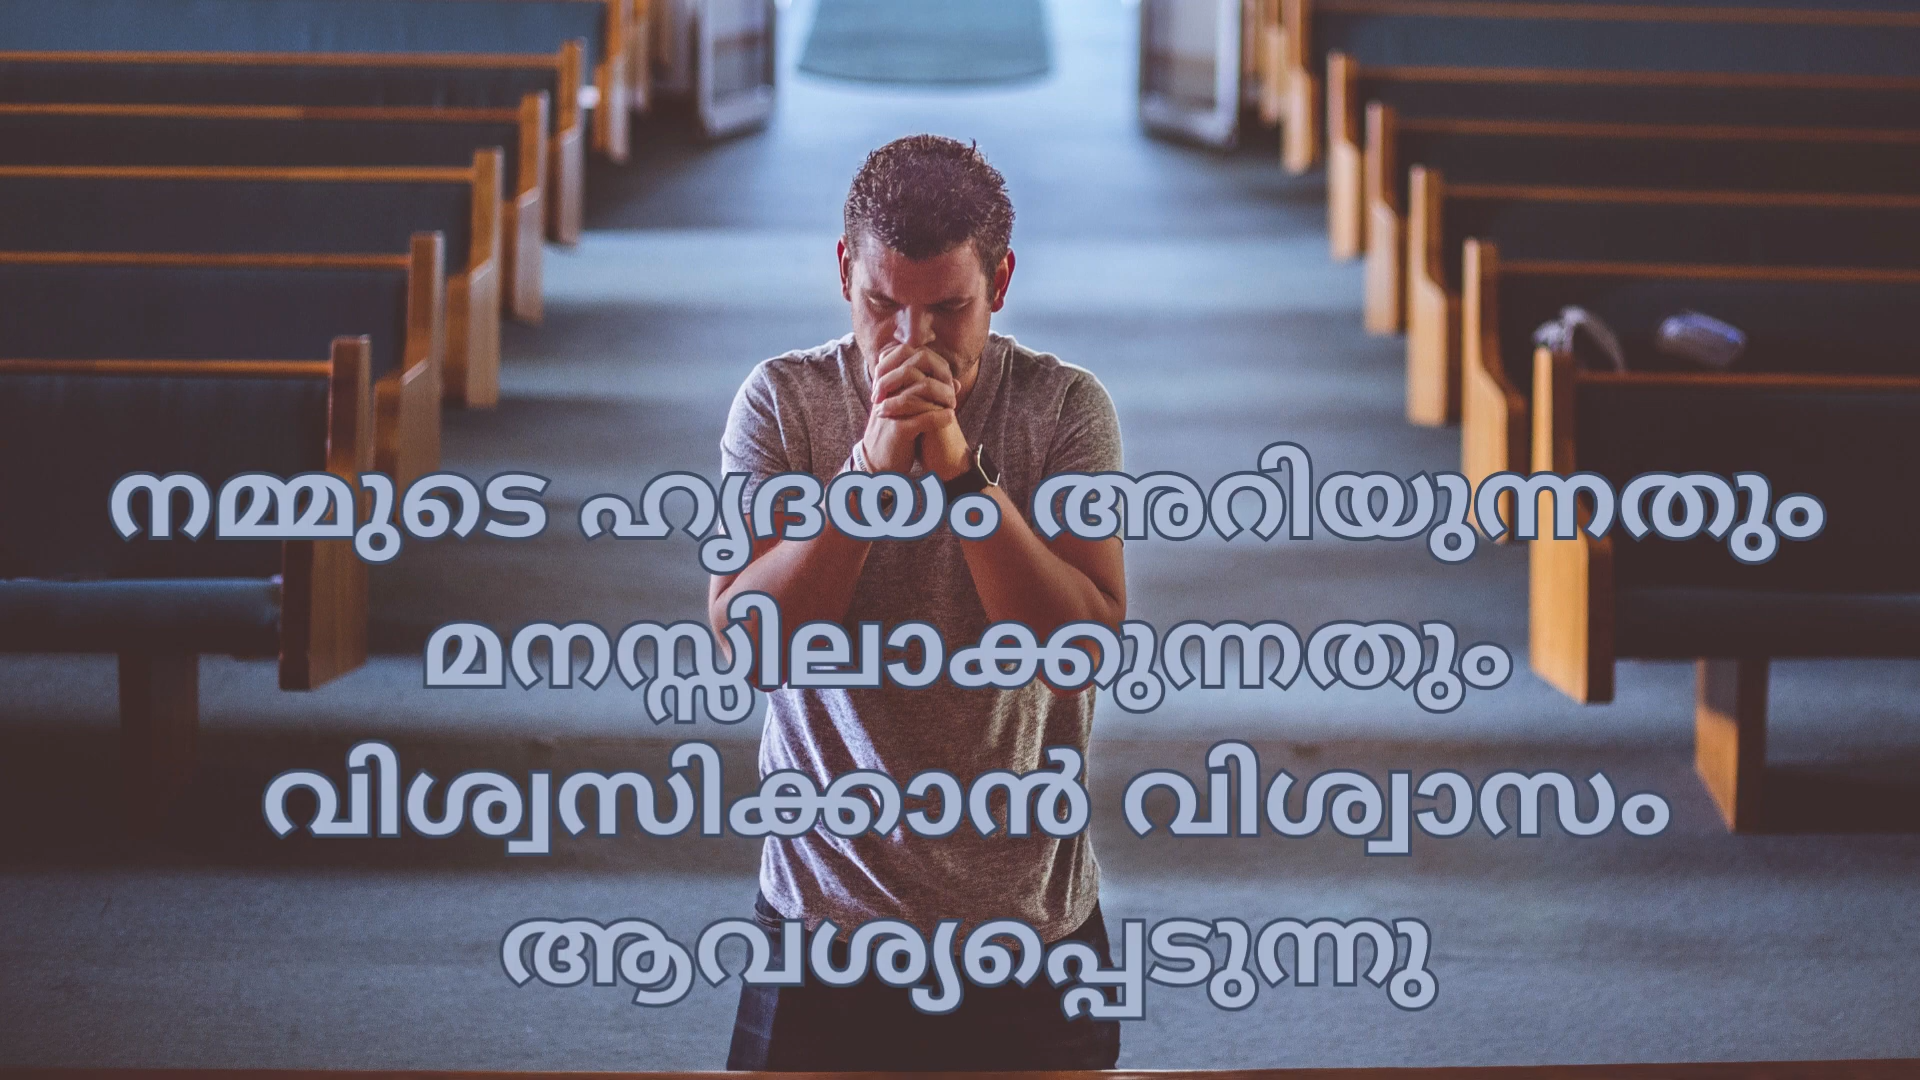 നമ്മുടെ ഹൃദയം അറിയുന്നതും
മനസ്സിലാക്കുന്നതും
വിശ്വസിക്കാൻ വിശ്വാസം
ആവശ്യപ്പെടുന്നു